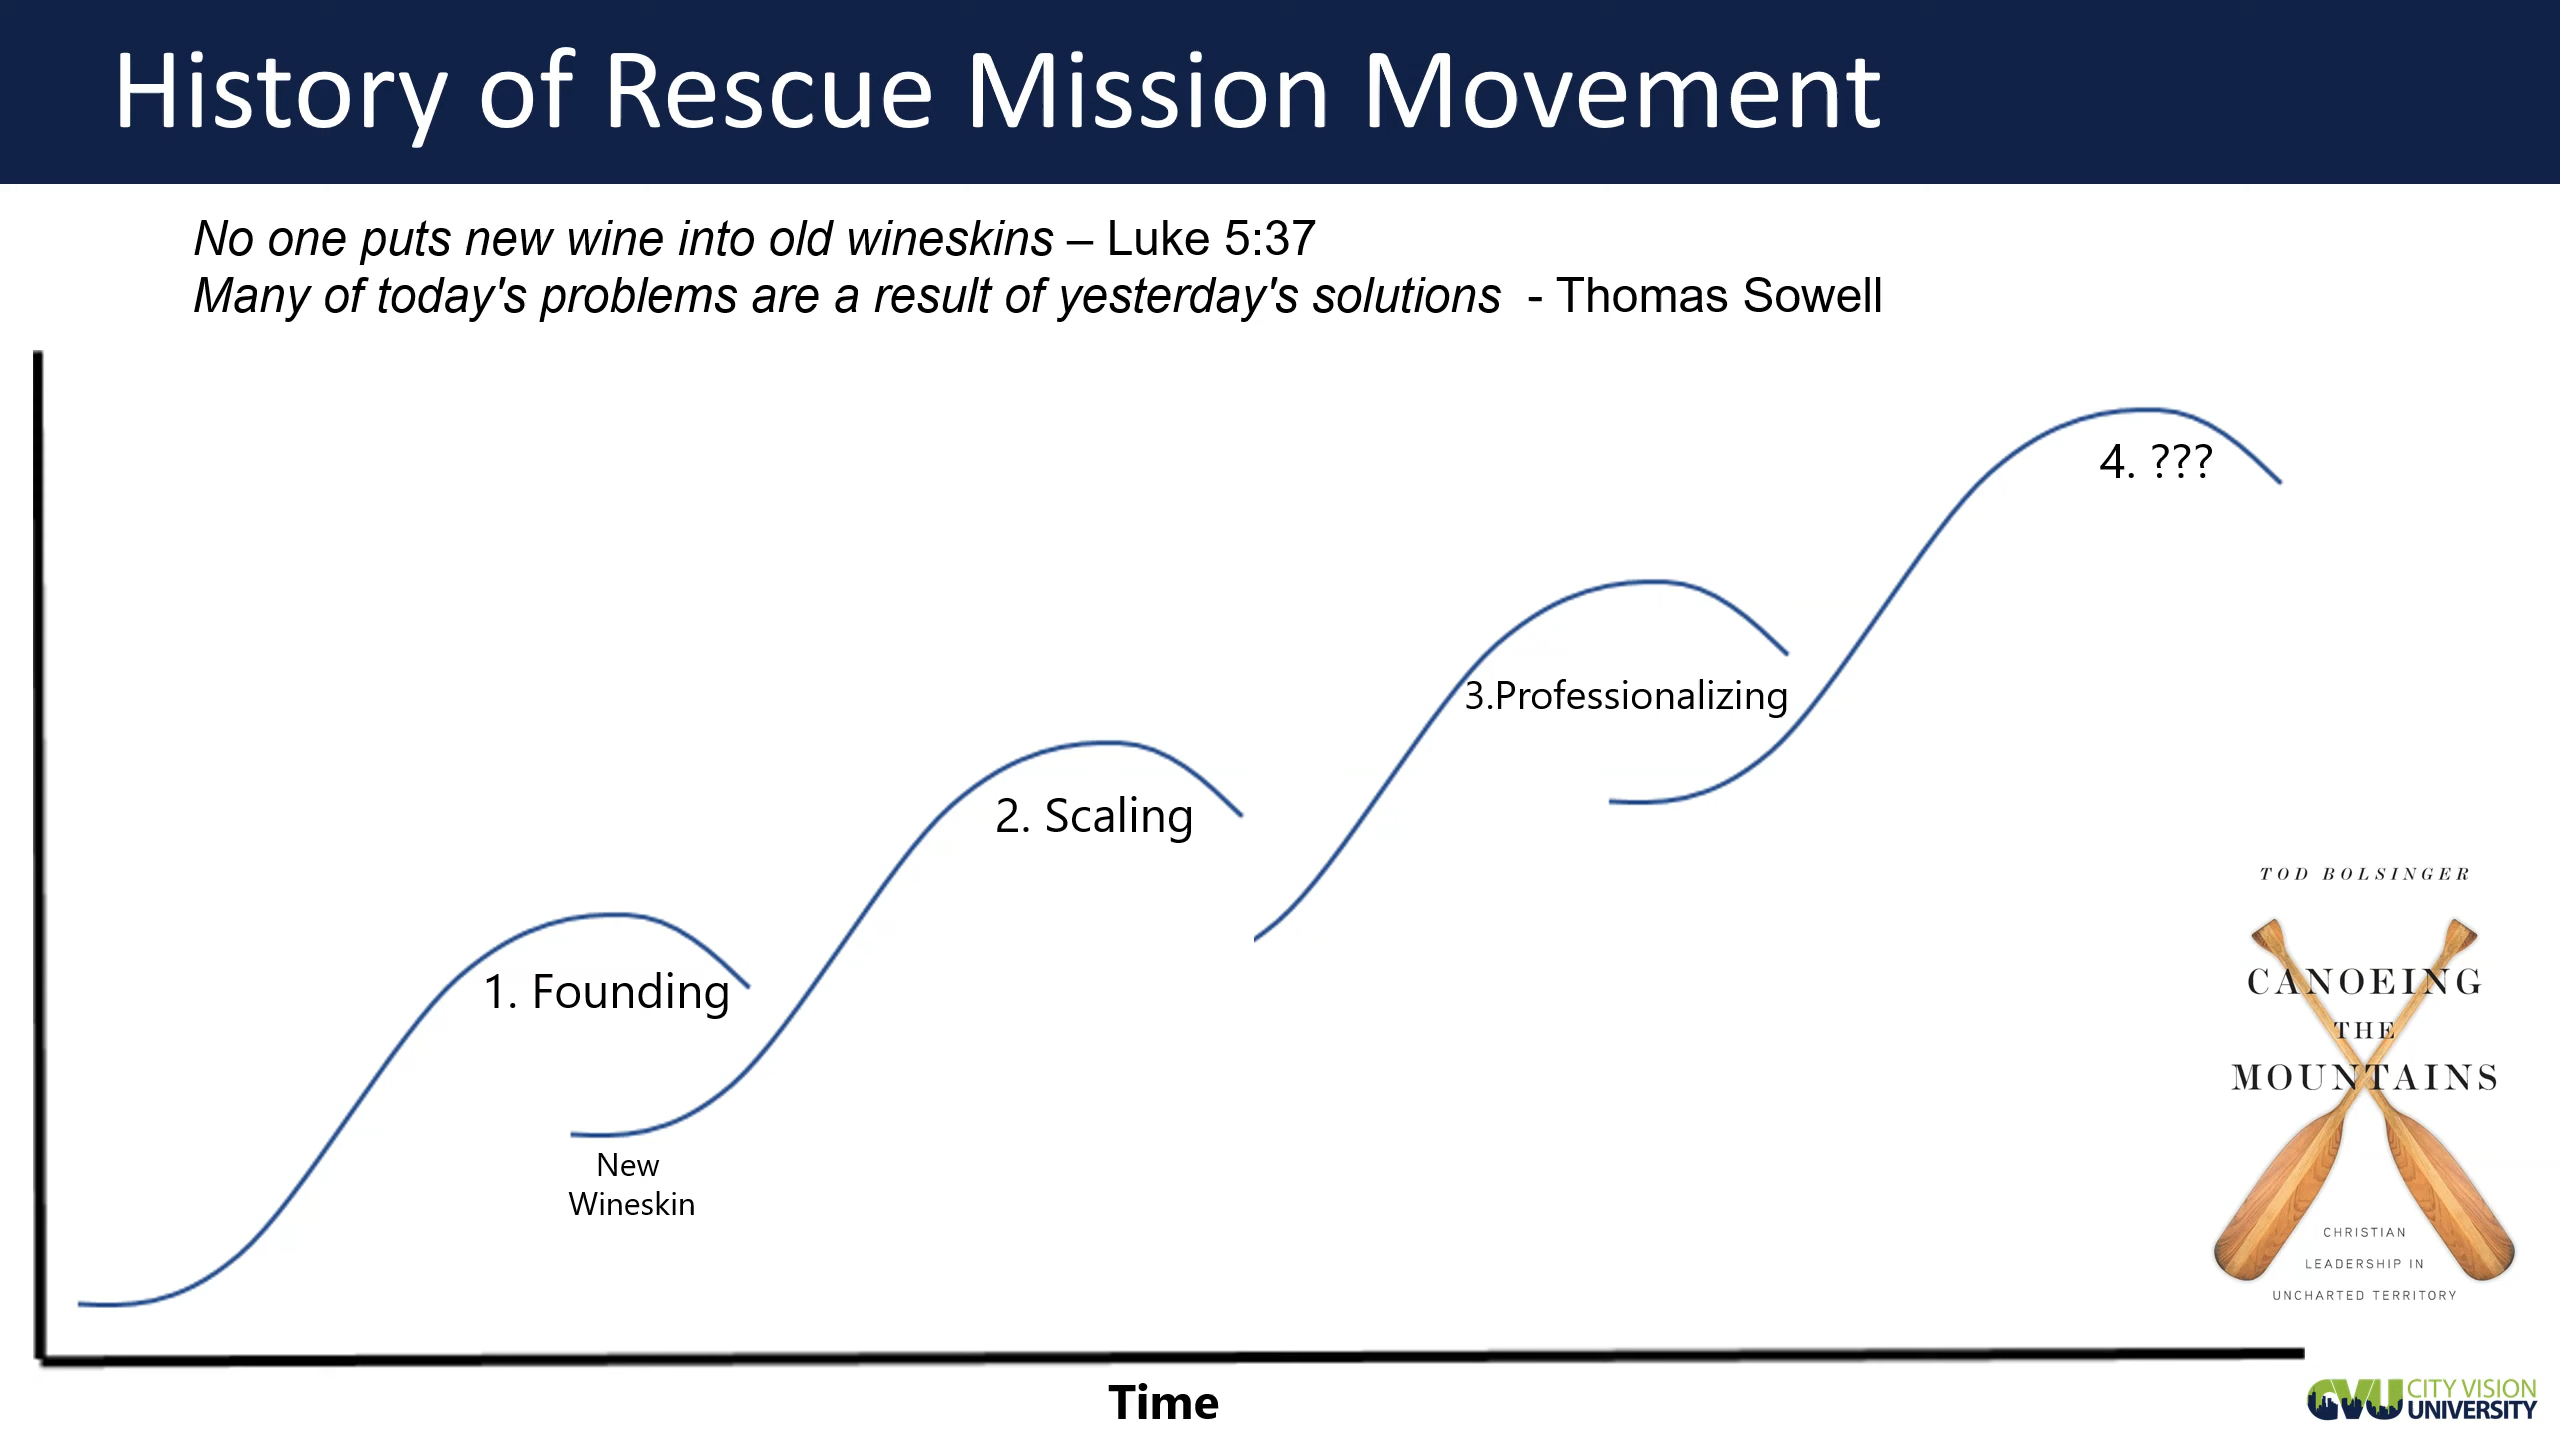 History of Rescue Mission Movement
No one puts new wine into old wineskins – Luke 5:37
Many of today's problems are a result of yesterday's solutions - Thomas Sowell
4. ???
3.Professionalizing
2. Scaling
1. Founding
New
Wineskin
TOD BOLSINGER
CANOEING
THE
MOUNTAINS
CHRISTIAN
LEADERSHIP IN
UNCHARTED TERRITORY
Time
CVU CITY VISION
UNIVERSITY